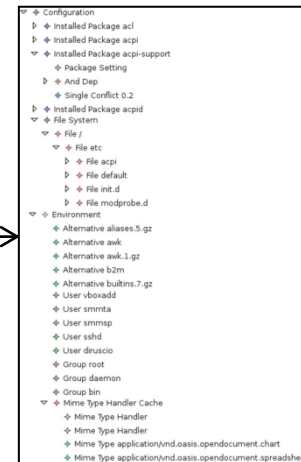 Configuration
Installed Package acl
Installed Package acpi
Installed Package acpi-support
Package Setting
And Dep
Single Conflict 0.2
Installed Package acpid
File System
File /
File etc
File acpi
File default
File init.d
File modprobe.d
Environment
Alternative aliases.5.gz
Alternative awk
Alternative awk.1.gz
Alternative b2m
Alternative builtins.7.gz
User vboxadd
User smmta
User smmsp
User sshd
User diruscio
Group root
Group daemon
Group bin
Mime Type Handler Cache
Mime Type Handler
Mime Type Handler
Mime Type application/vnd.oasis.opendocument.chart
Mime Type application/vnd.oasis.opendocument.spreadshe